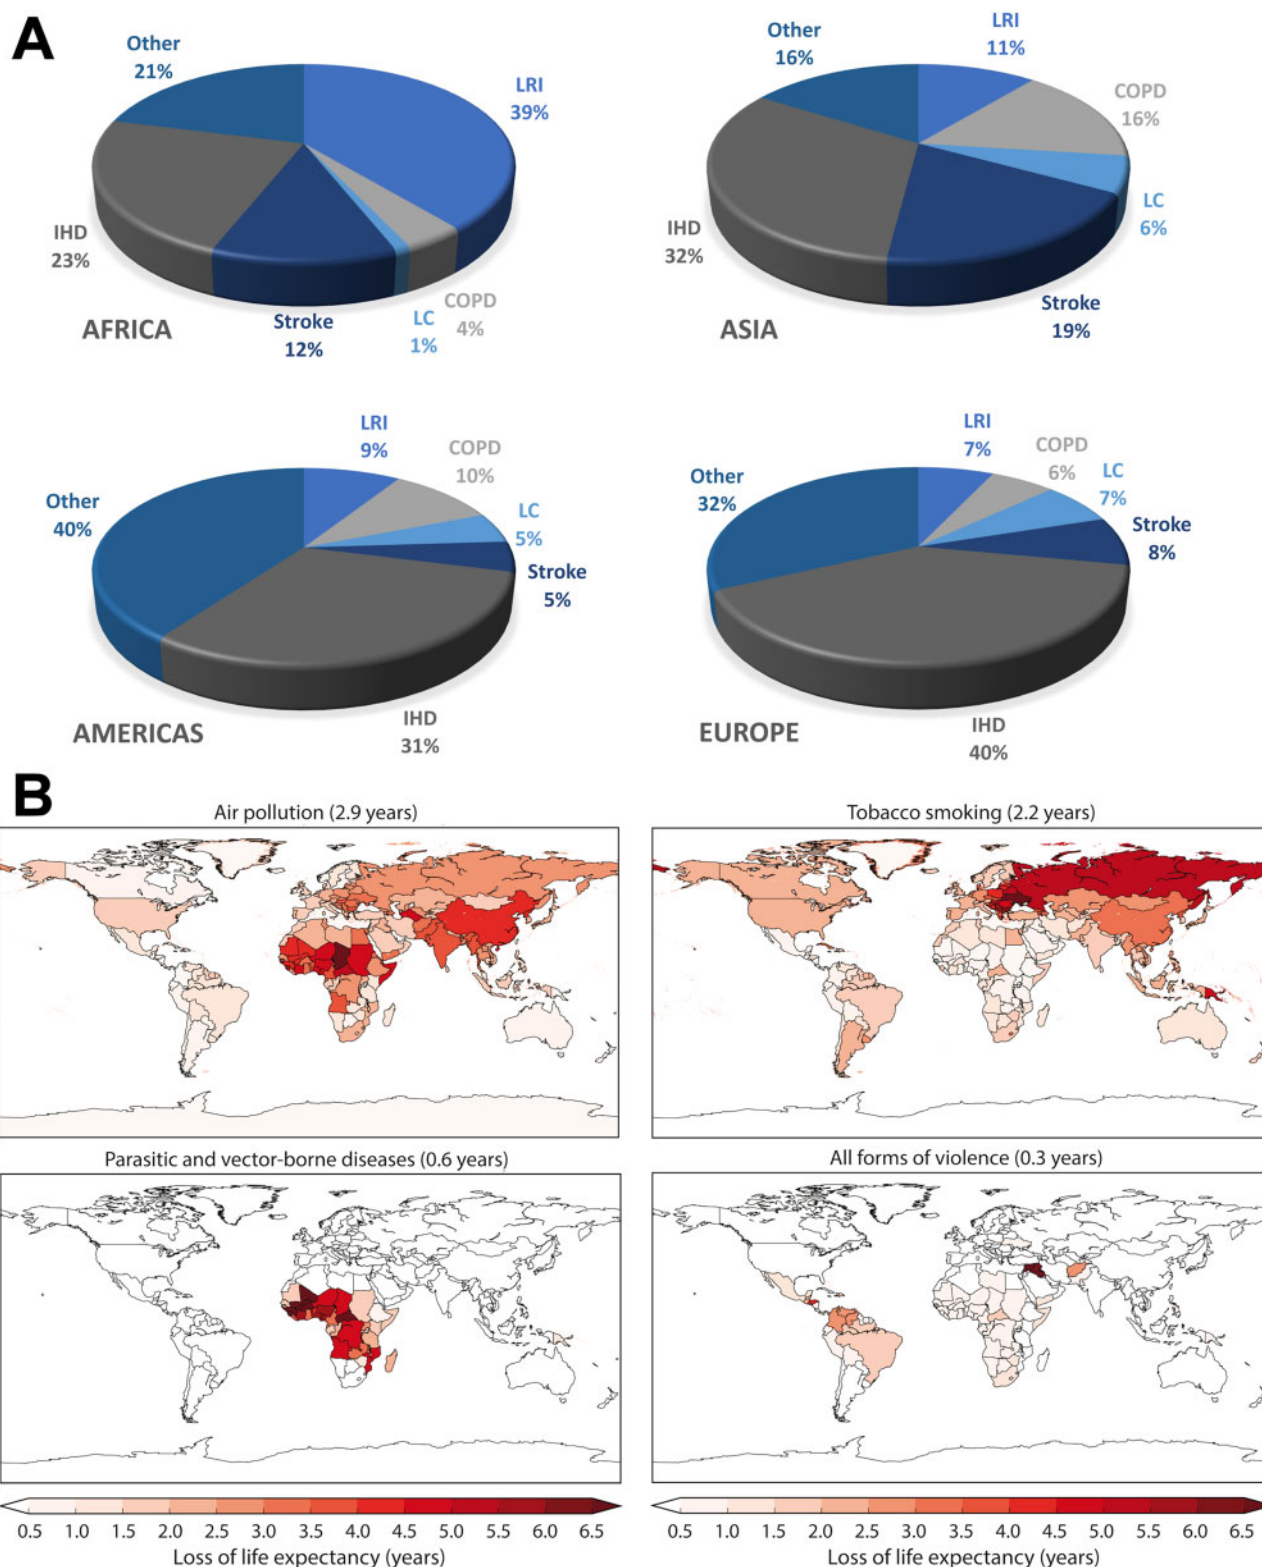 A
Other
21%
LRI
39%
IHD
23%
COPD
4%
LC
1%
Stroke
12%
AFRICA
Other
16%
LRI
11%
COPD
16%
LC
6%
IHD
32%
Stroke
19%
ASIA
LRI
9%
COPD
10%
Other
40%
LC
5%
Stroke
5%
IHD
31%
AMERICAS
LRI
7%
COPD
6%
LC
7%
Other
32%
Stroke
8%
IHD
40%
EUROPE
B
Air pollution (2.9 years)
Tobacco smoking (2.2 years)
Parasitic and vector-borne diseases (0.6 years)
All forms of violence (0.3 years)
0.5 1.0 1.5 2.0 2.5 3.0 3.5 4.0 4.5 5.0 5.5 6.0 6.5
Loss of life expectancy (years)
0.5 1.0 1.5 2.0 2.5 3.0 3.5 4.0 4.5 5.0 5.5 6.0 6.5
Loss of life expectancy (years)